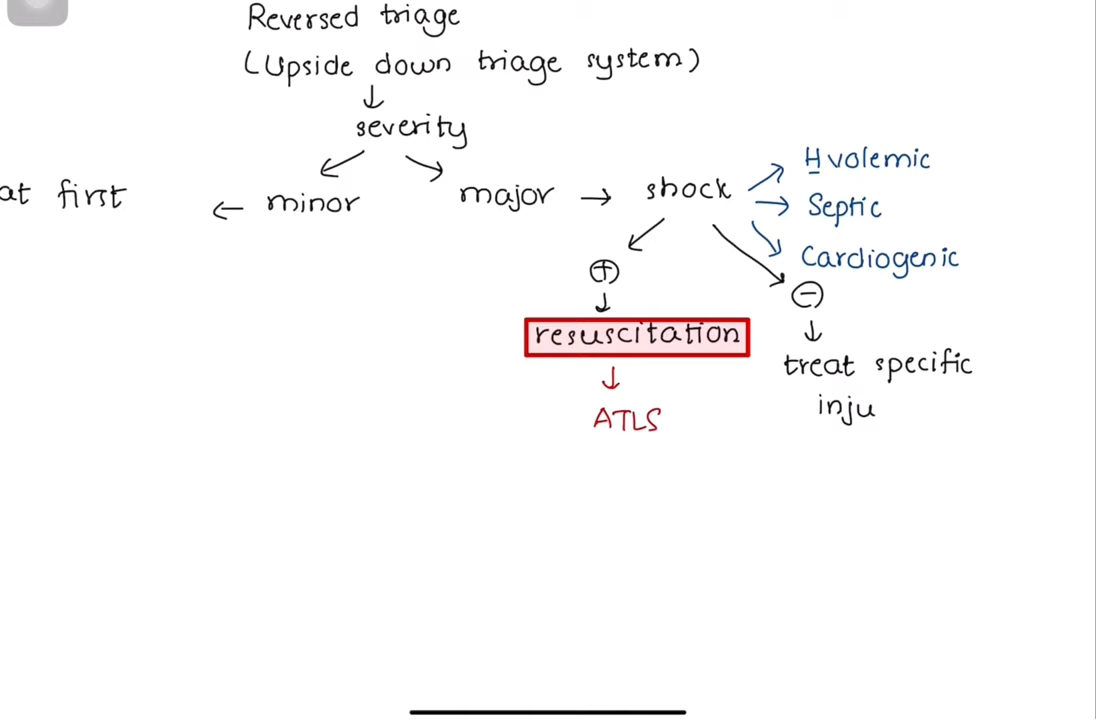 Reversed triage
(Upside down triage system)
↓
severity
at first ← minor major → shock
Hvolemic
Septic
Cardiogenic
⊕
↓
resuscitation
↓
ATLS
⊖
↓
treat specific
inju